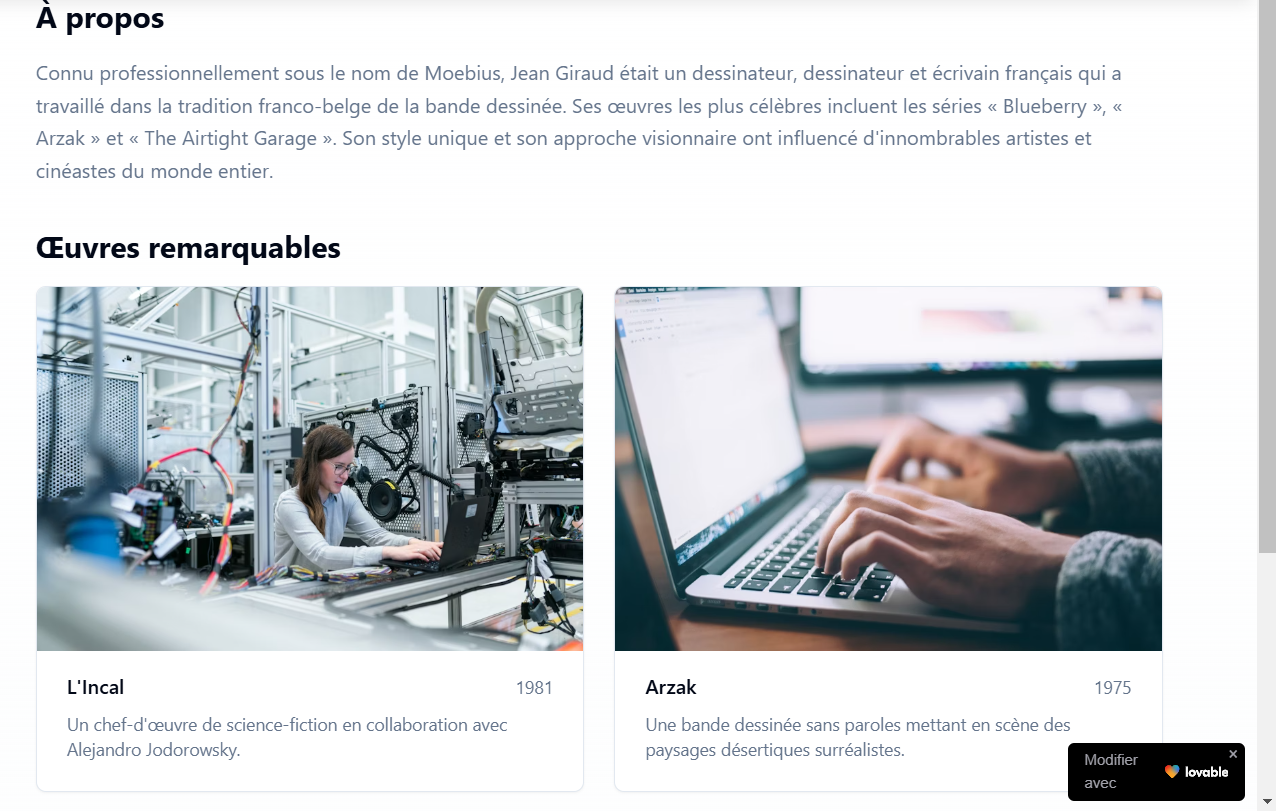 À propos
Connu professionnellement sous le nom de Moebius, Jean Giraud était un dessinateur, dessinateur et écrivain français qui a
travaillé dans la tradition franco-belge de la bande dessinée. Ses œuvres les plus célèbres incluent les séries « Blueberry », «
Arzak » et « The Airtight Garage ». Son style unique et son approche visionnaire ont influencé d'innombrables artistes et
cinéastes du monde entier.
Œuvres remarquables
L'Incal
1981
Un chef-d'œuvre de science-fiction en collaboration avec
Alejandro Jodorowsky.
Arzak
1975
Une bande dessinée sans paroles mettant en scène des
paysages désertiques surréalistes.
Modifier
avec
lovable